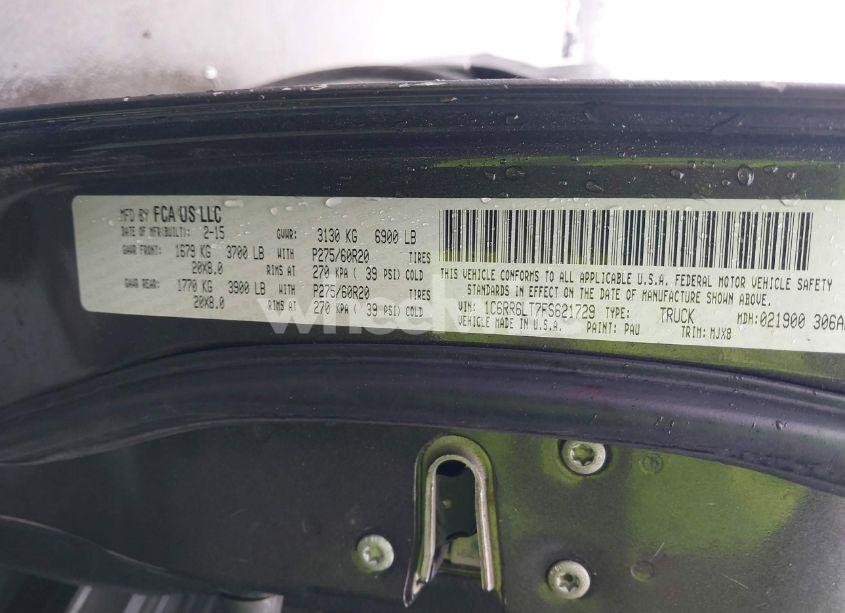 MFD BY FCA US LLC
DATE OF MFR(BUILT): 2-15 GVWR: 3130 KG 6900 LB
GAWR FRONT: 1679 KG 3700 LB WITH P275/60R20 TIRES
20X8.0 RIMS AT 270 KPA ( 39 PSI) COLD
GAWR REAR: 1770 KG 3900 LB WITH P275/60R20 TIRES
20X8.0 RIMS AT 270 KPA ( 39 PSI) COLD
THIS VEHICLE CONFORMS TO ALL APPLICABLE U.S.A. FEDERAL MOTOR VEHICLE SAFETY
STANDARDS IN EFFECT ON THE DATE OF MANUFACTURE SHOWN ABOVE.
VIN: 1C6RR6LT7FS621729 TYPE: TRUCK MDH:021900 306A
VEHICLE MADE IN U.S.A. PAINT: PAU TRIM: MJX8